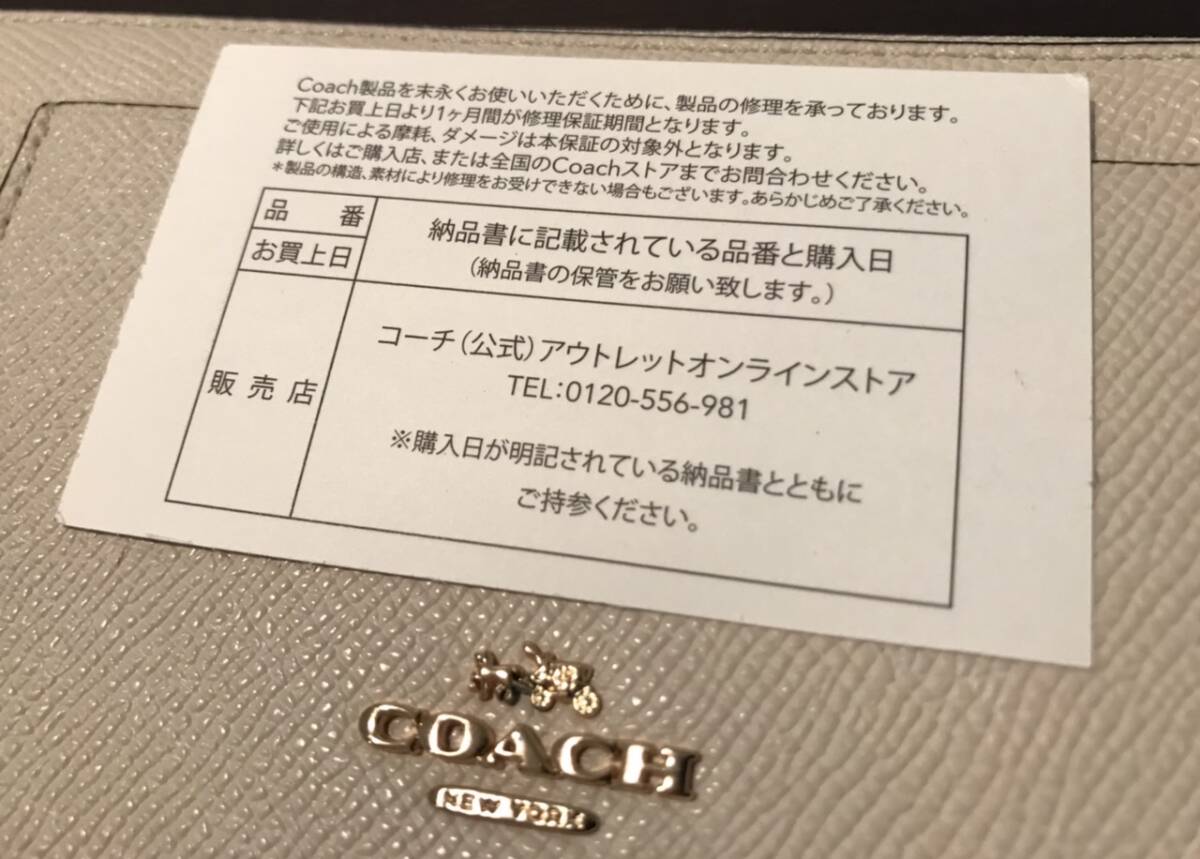 Coach製品を末永くお使いいただくために、製品の修理を承っております。
下記お買上日より1ヶ月間が修理保証期間となります。
ご使用による摩耗、ダメージは本保証の対象外となります。
詳しくはご購入店、または全国のCoachストアまでお問合わせください。
*製品の構造、素材により修理をお受けできない場合もございます。あらかじめご了承ください。
品 番
お買上日
納品書に記載されている品番と購入日
(納品書の保管をお願い致します。)
販 売 店
コーチ(公式)アウトレットオンラインストア
TEL:0120-556-981
※購入日が明記されている納品書とともに
ご持参ください。
COACH
NEW YORK